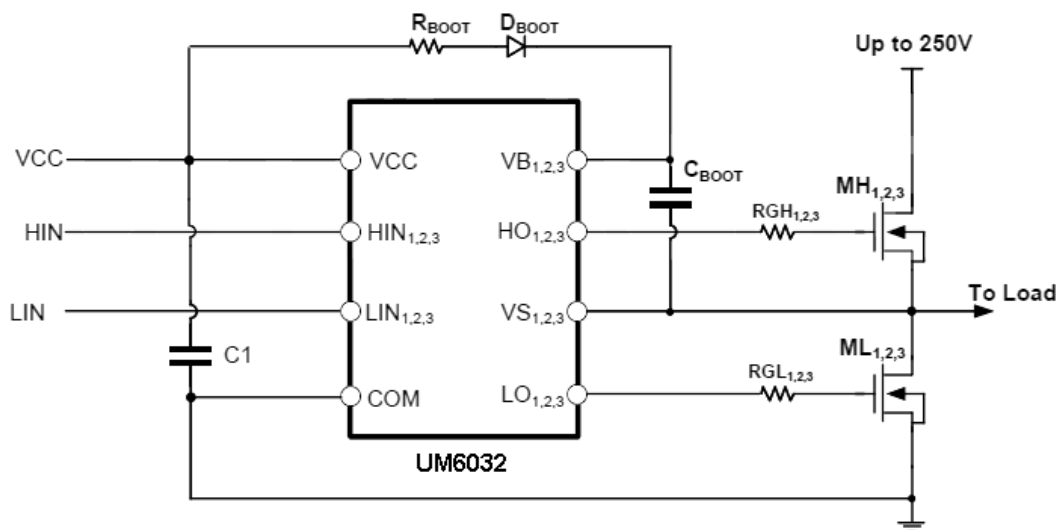 RBOOT DBOOT
Up to 250V
VCC VCC VB1,2,3 CBOOT
MH1,2,3
HIN HIN1,2,3 HO1,2,3 RGH1,2,3
LIN LIN1,2,3 VS1,2,3 To Load
C1 ML1,2,3
COM LO1,2,3 RGL1,2,3
UM6032